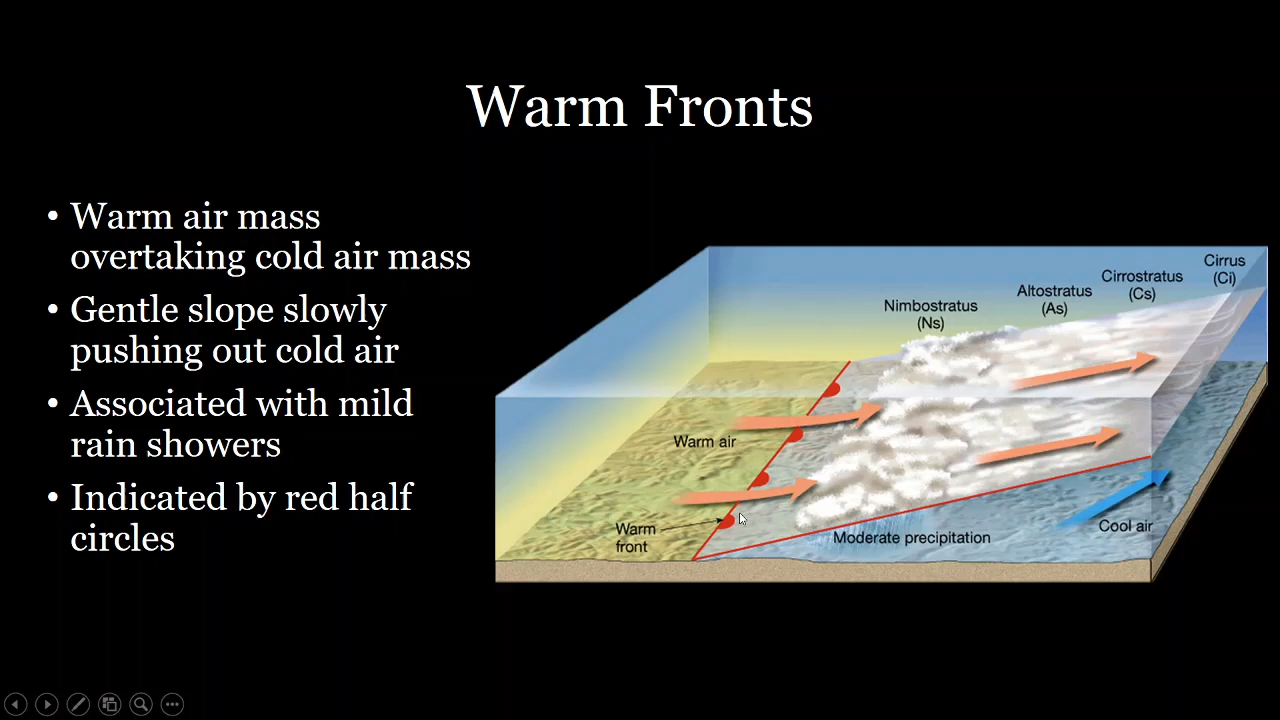 Warm Fronts
• Warm air mass
overtaking cold air mass
• Gentle slope slowly
pushing out cold air
• Associated with mild
rain showers
• Indicated by red half
circles
Cirrus
(Ci)
Cirrostratus
(Cs)
Altostratus
(As)
Nimbostratus
(Ns)
Warm air
Warm
front
Moderate precipitation
Cool air